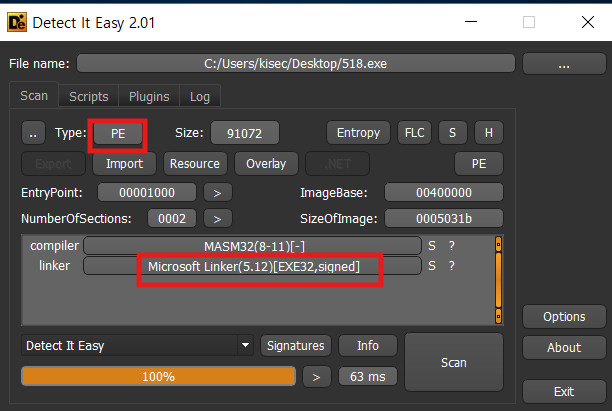 Detect It Easy 2.01
File name: C:/Users/kisec/Desktop/518.exe ...
Scan Scripts Plugins Log
.. Type: PE Size: 91072 Entropy FLC S H
Export Import Resource Overlay .NET PE
EntryPoint: 00001000 > ImageBase: 00400000
NumberOfSections: 0002 > SizeOfImage: 0005031b
compiler MASM32(8-11)[-] S ?
linker Microsoft Linker(5.12)[EXE32,signed] S ?
Options
Detect It Easy Signatures Info Scan
About
100% > 63 ms
Exit